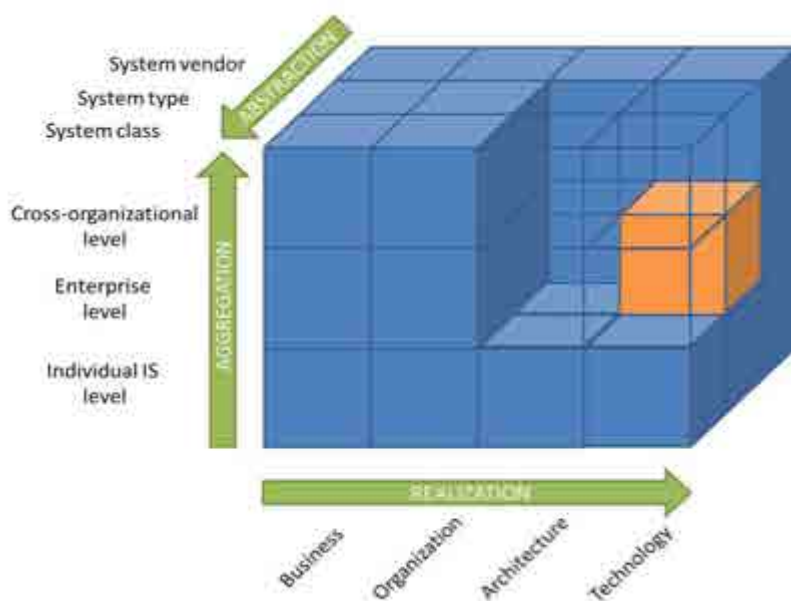 System vendor
System type
System class
ABSTRACTION
Cross-organizational
level
Enterprise
level
Individual IS
level
AGGREGATION
REALIZATION
Business
Organization
Architecture
Technology